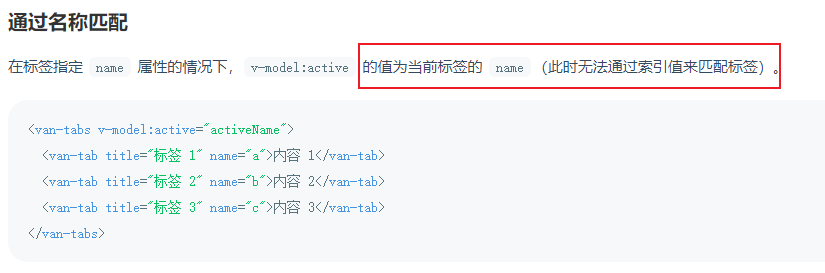 通过名称匹配
在标签指定 name 属性的情况下， v-model:active 的值为当前标签的 name （此时无法通过索引值来匹配标签）。
<van-tabs v-model:active="activeName">
  <van-tab title="标签 1" name="a">内容 1</van-tab>
  <van-tab title="标签 2" name="b">内容 2</van-tab>
  <van-tab title="标签 3" name="c">内容 3</van-tab>
</van-tabs>